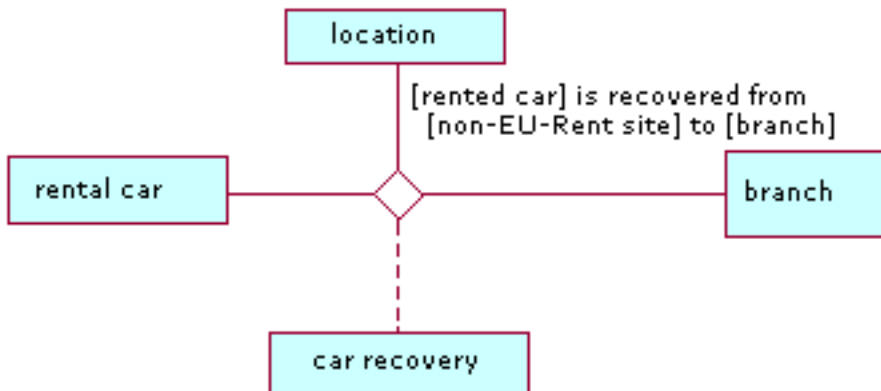 location
[rented car] is recovered from
[non-EU-Rent site] to [branch]
rental car
branch
car recovery